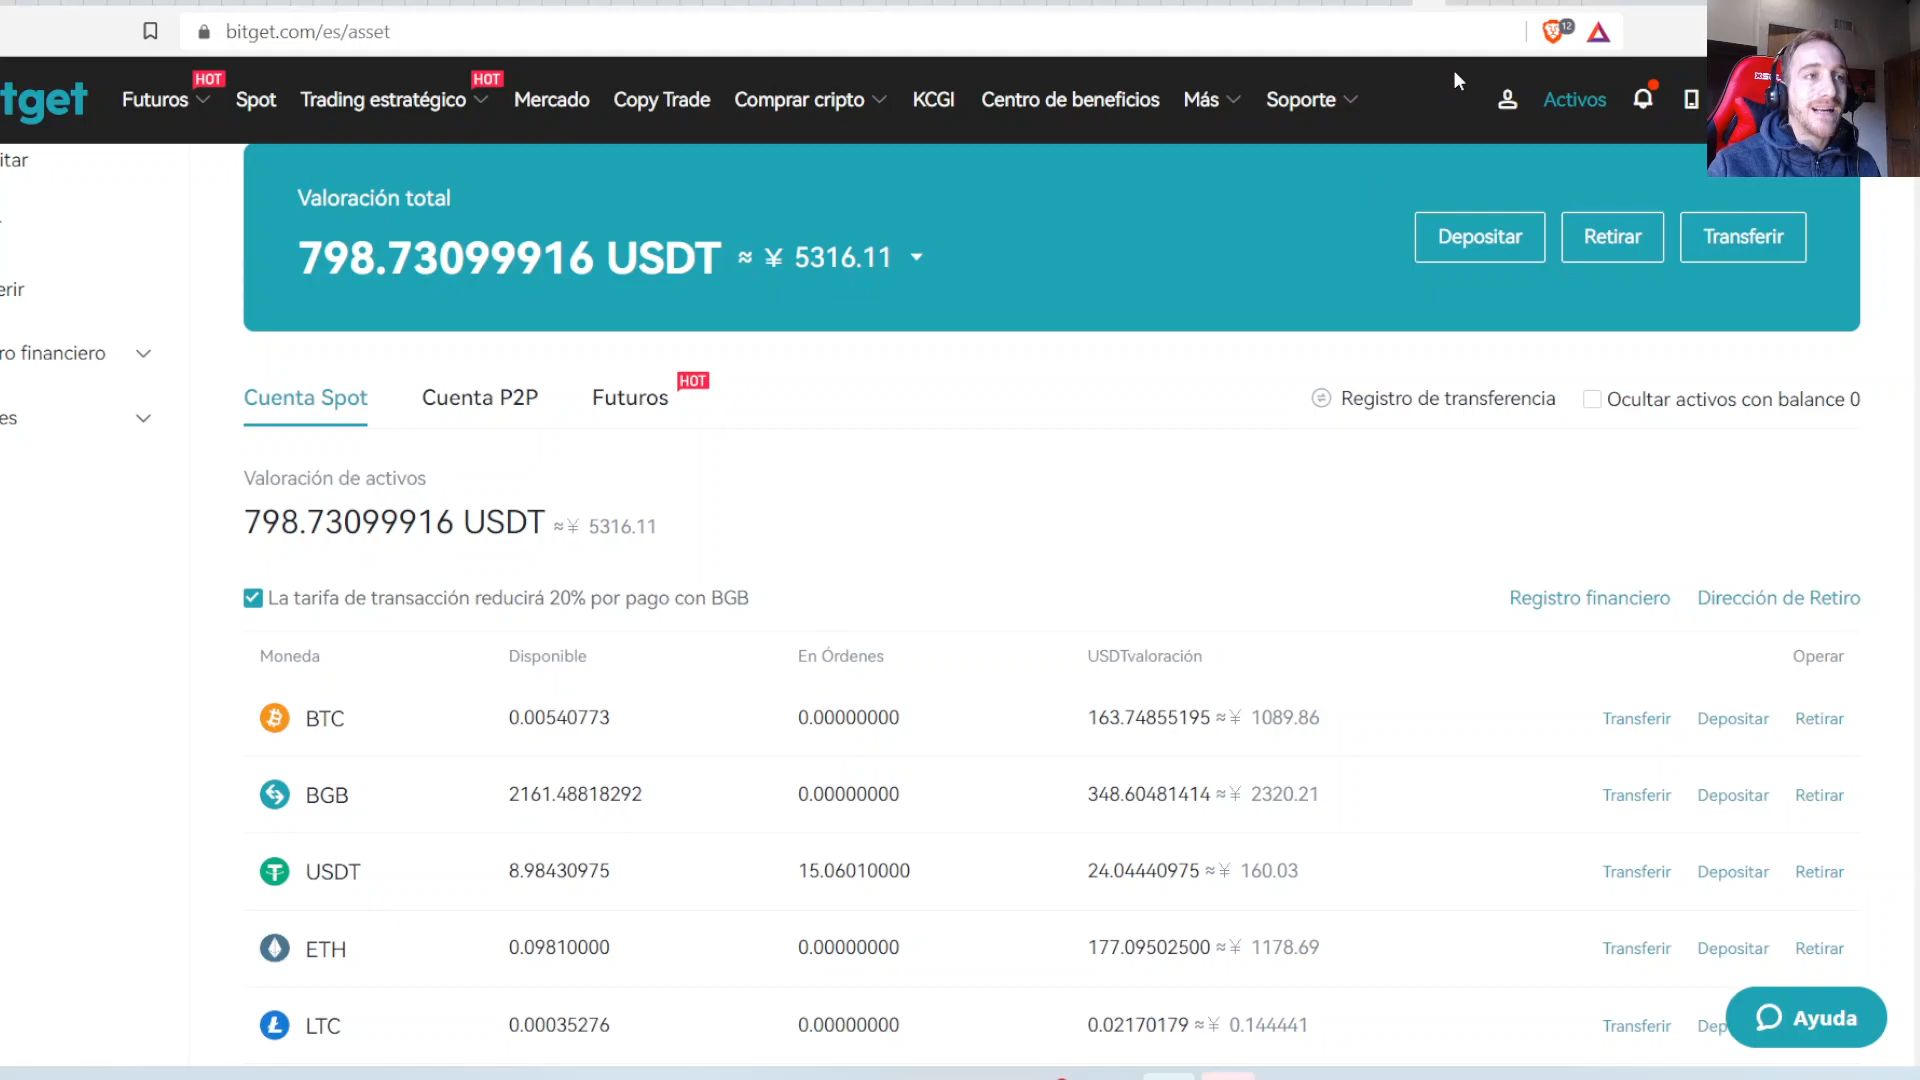 bitget.com/es/asset
12
tget
Futuros HOT Spot Trading estratégico HOT Mercado Copy Trade Comprar cripto KCGI Centro de beneficios Más Soporte Activos
itar
erir
ro financiero
es
Valoración total
798.73099916 USDT ≈ ¥ 5316.11
Depositar Retirar Transferir
Cuenta Spot Cuenta P2P Futuros HOT Registro de transferencia Ocultar activos con balance 0
Valoración de activos
798.73099916 USDT ≈¥ 5316.11
La tarifa de transacción reducirá 20% por pago con BGB Registro financiero Dirección de Retiro
Moneda Disponible En Órdenes USDTvaloración Operar
BTC 0.00540773 0.00000000 163.74855195 ≈¥ 1089.86 Transferir Depositar Retirar
BGB 2161.48818292 0.00000000 348.60481414 ≈¥ 2320.21 Transferir Depositar Retirar
USDT 8.98430975 15.06010000 24.04440975 ≈¥ 160.03 Transferir Depositar Retirar
ETH 0.09810000 0.00000000 177.09502500 ≈¥ 1178.69 Transferir Depositar Retirar
LTC 0.00035276 0.00000000 0.02170179 ≈¥ 0.144441 Transferir Dep
Ayuda